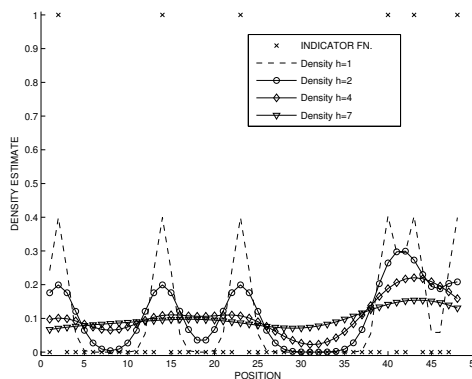 1
0.9
0.8
0.7
0.6
0.5
0.4
0.3
0.2
0.1
0
DENSITY ESTIMATE
INDICATOR FN.
Density h=1
Density h=2
Density h=4
Density h=7
0 5 10 15 20 25 30 35 40 45 50
POSITION